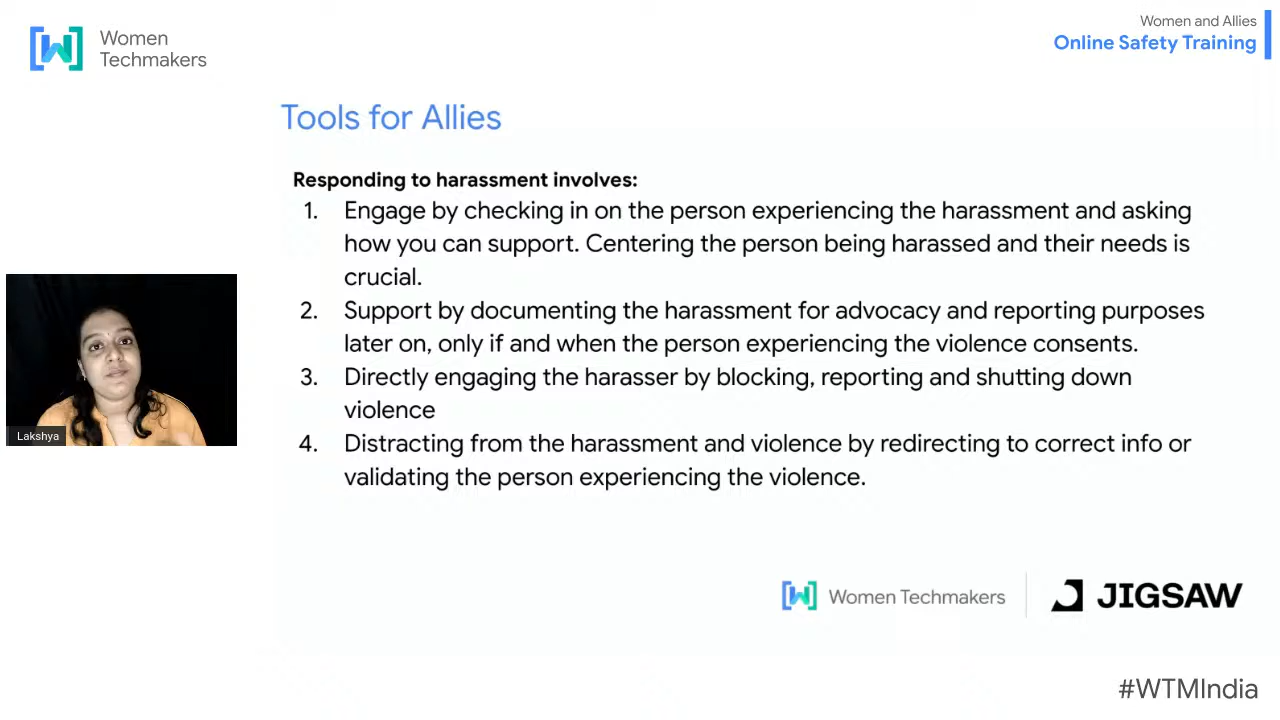 Women
Techmakers
Women and Allies
Online Safety Training
Tools for Allies
Responding to harassment involves:
1. Engage by checking in on the person experiencing the harassment and asking
how you can support. Centering the person being harassed and their needs is
crucial.
2. Support by documenting the harassment for advocacy and reporting purposes
later on, only if and when the person experiencing the violence consents.
3. Directly engaging the harasser by blocking, reporting and shutting down
violence
4. Distracting from the harassment and violence by redirecting to correct info or
validating the person experiencing the violence.
Lakshya
Women Techmakers
JIGSAW
#WTMIndia